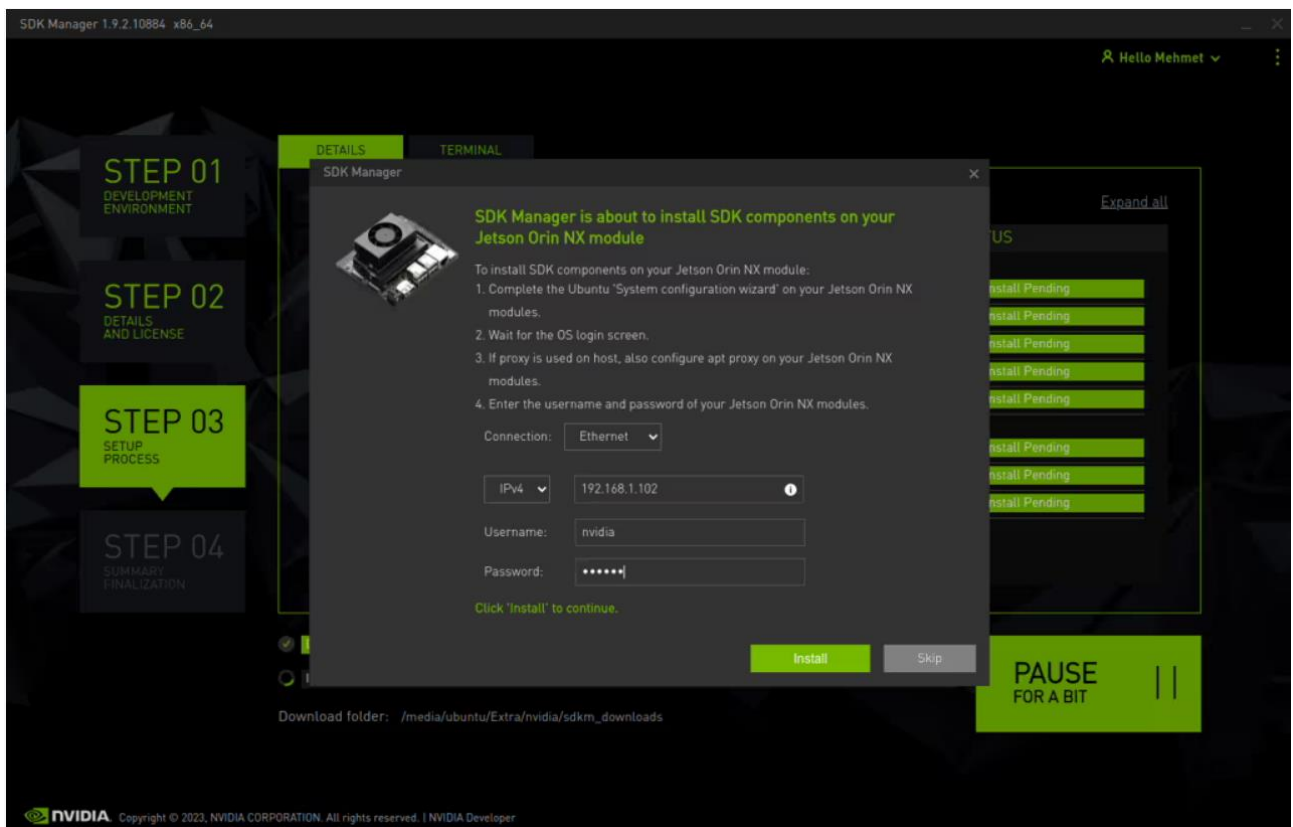 SDK Manager 1.9.2.10884 x86_64
Hello Mehmet
STEP 01
DEVELOPMENT
ENVIRONMENT
STEP 02
DETAILS
AND LICENSE
STEP 03
SETUP
PROCESS
STEP 04
SUMMARY
FINALIZATION
DETAILS
TERMINAL
Expand all
SDK Manager
SDK Manager is about to install SDK components on your
Jetson Orin NX module
To install SDK components on your Jetson Orin NX module:
1. Complete the Ubuntu 'System configuration wizard' on your Jetson Orin NX
modules.
2. Wait for the OS login screen.
3. If proxy is used on host, also configure apt proxy on your Jetson Orin NX
modules.
4. Enter the username and password of your Jetson Orin NX modules.
Connection: Ethernet
IPv4 192.168.1.102
Username: nvidia
Password: ••••••
Click 'Install' to continue.
Install Skip
TUS
nstall Pending
nstall Pending
nstall Pending
nstall Pending
nstall Pending
nstall Pending
nstall Pending
nstall Pending
PAUSE
FOR A BIT
Download folder: /media/ubuntu/Extra/nvidia/sdkm_downloads
NVIDIA. Copyright © 2023, NVIDIA CORPORATION. All rights reserved. | NVIDIA Developer